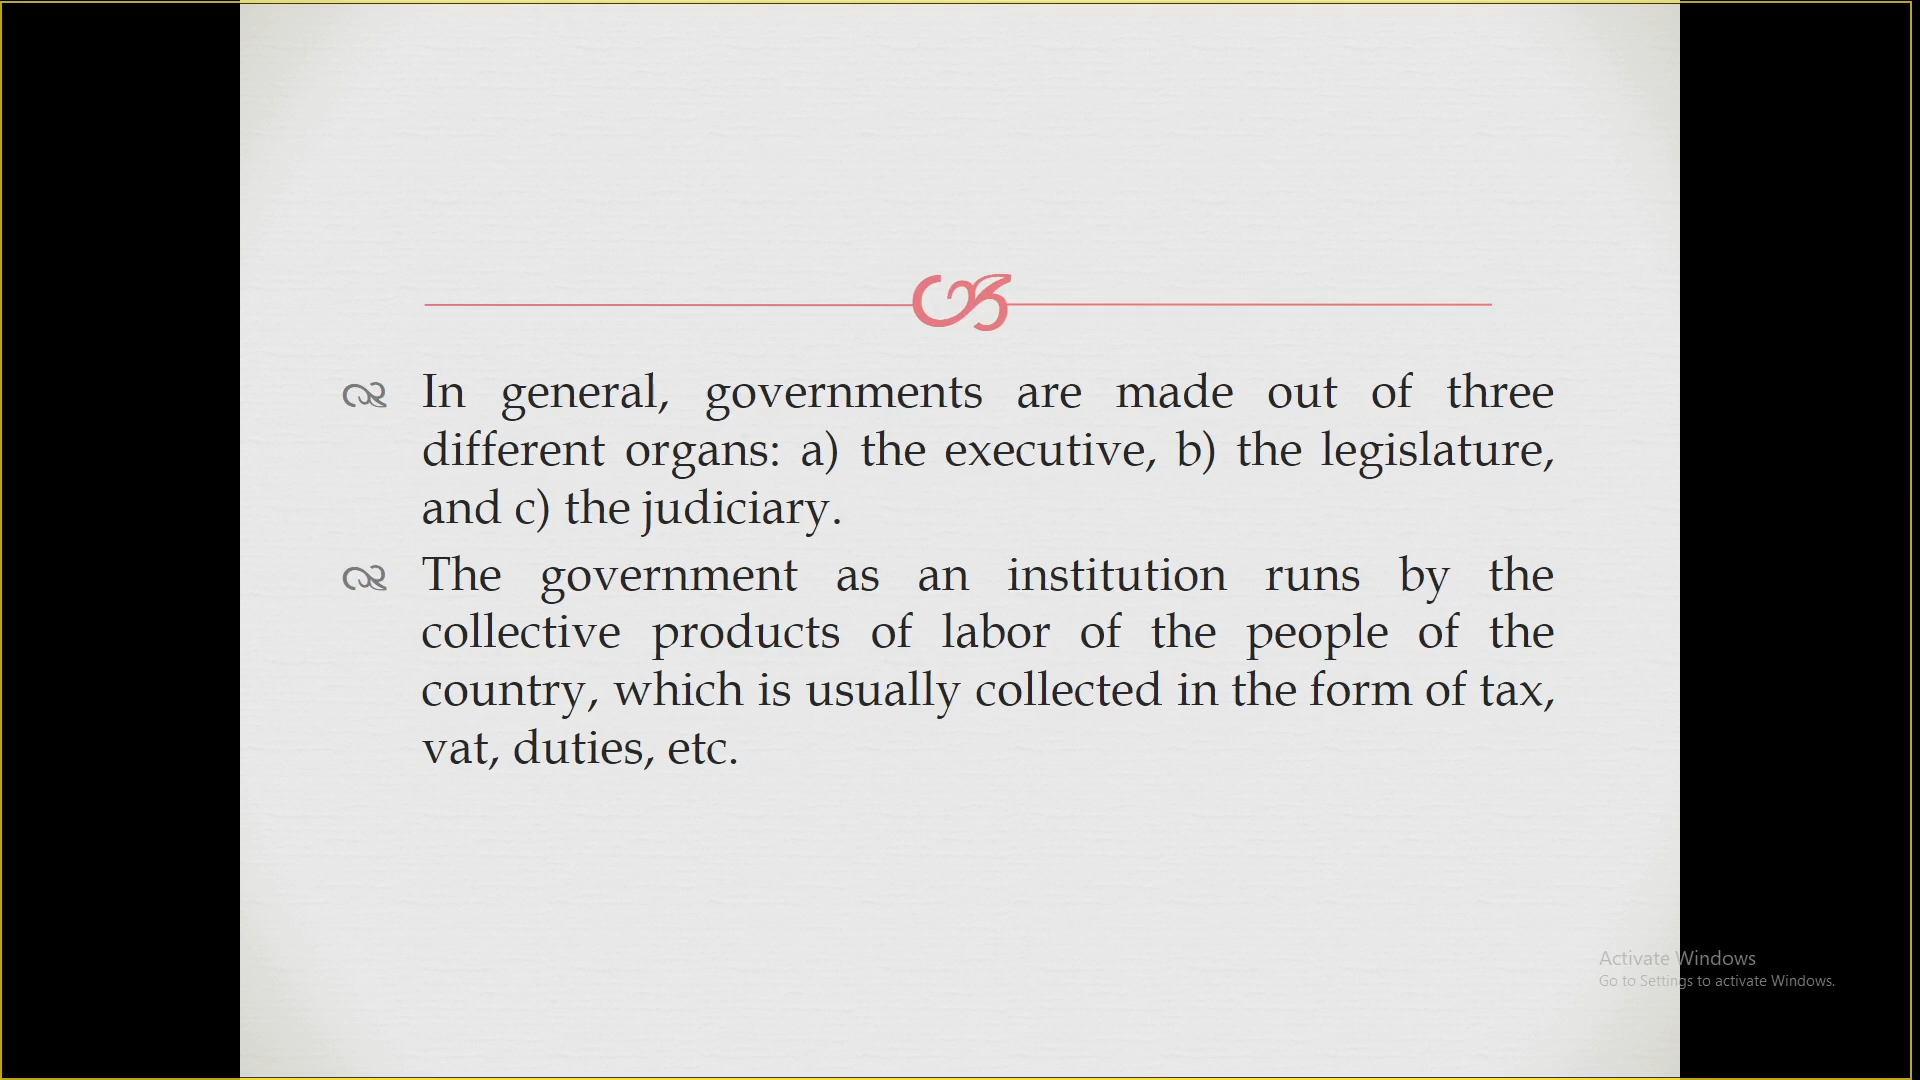 In general, governments are made out of three
different organs: a) the executive, b) the legislature,
and c) the judiciary.
The government as an institution runs by the
collective products of labor of the people of the
country, which is usually collected in the form of tax,
vat, duties, etc.
Activate Windows
Go to Settings to activate Windows.